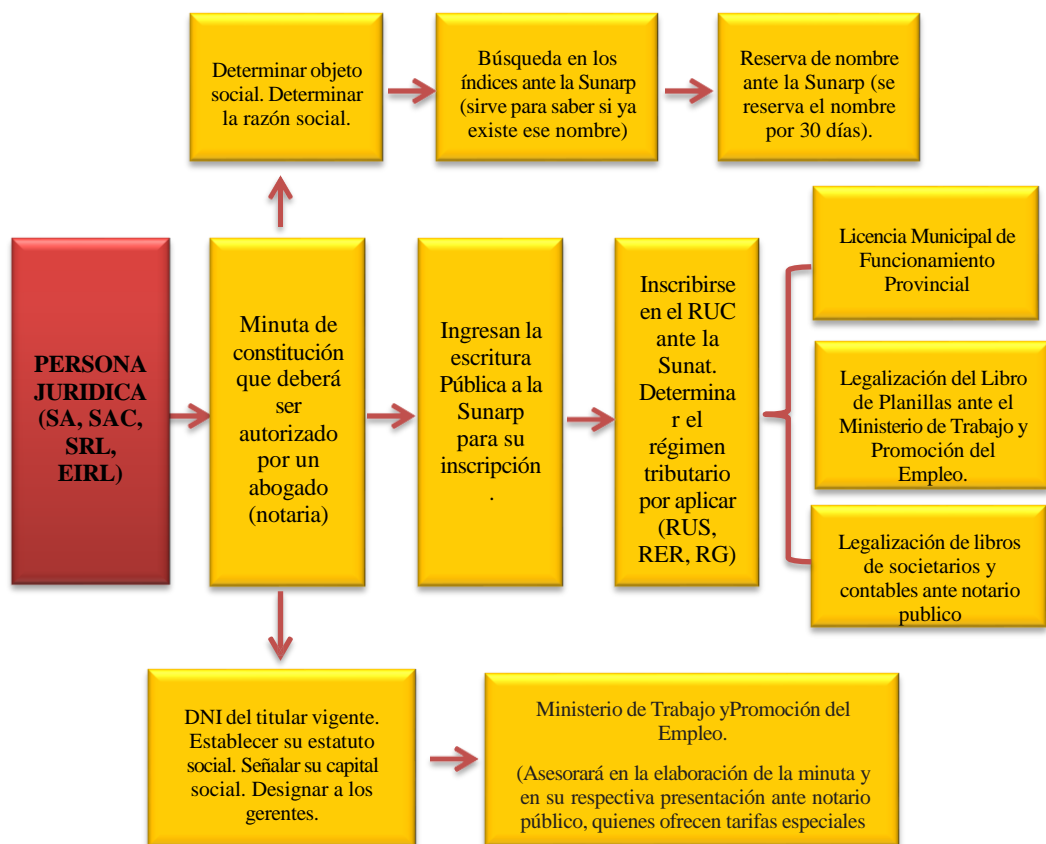 Determinar objeto
social. Determinar
la razón social.
Búsqueda en los
índices ante la Sunarp
(sirve para saber si ya
existe ese nombre)
Reserva de nombre
ante la Sunarp (se
reserva el nombre
por 30 días).
PERSONA
JURIDICA
(SA, SAC,
SRL,
EIRL)
Minuta de
constitución
que deberá
ser
autorizado
por un
abogado
(notaria)
Ingresan la
escritura
Pública a la
Sunarp
para su
inscripción
.
Inscribirse
en el RUC
ante la
Sunat.
Determina
r el
régimen
tributario
por aplicar
(RUS,
RER, RG)
Licencia Municipal de
Funcionamiento
Provincial
Legalización del Libro
de Planillas ante el
Ministerio de Trabajo y
Promoción del
Empleo.
Legalización de libros
de societarios y
contables ante notario
publico
DNI del titular vigente.
Establecer su estatuto
social. Señalar su capital
social. Designar a los
gerentes.
Ministerio de Trabajo yPromoción del
Empleo.
(Asesorará en la elaboración de la minuta y
en su respectiva presentación ante notario
público, quienes ofrecen tarifas especiales